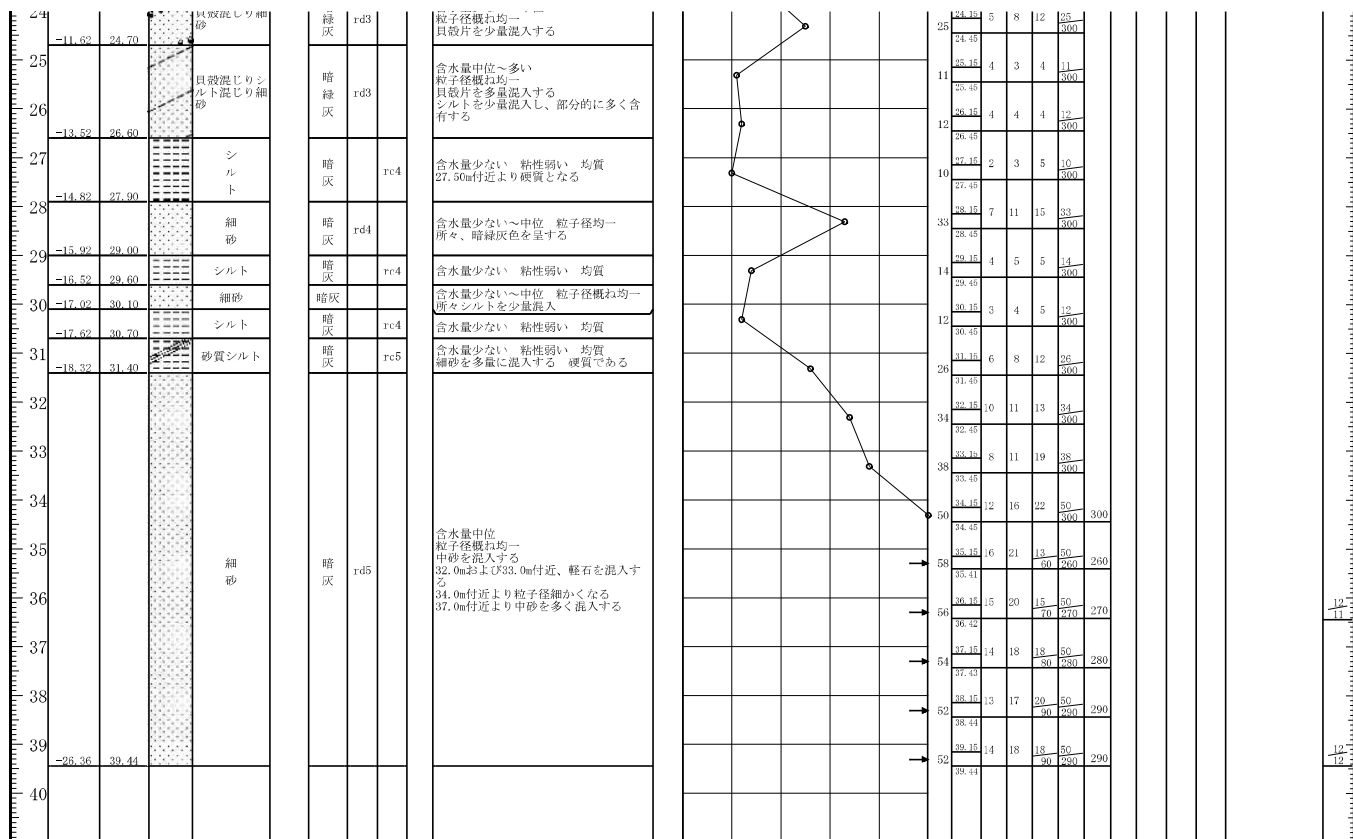 24
25
26
27
28
29
30
31
32
33
34
35
36
37
38
39
40
-11.62 24.70
-13.52 26.60
-14.82 27.90
-15.92 29.00
-16.52 29.60
-17.02 30.10
-17.62 30.70
-18.32 31.40
-26.36 39.44
貝殻混じり細
砂
緑
灰
rd3
粒子径概ね均一
貝殻片を少量混入する
貝殻混じりシ
ルト混じり細
砂
暗
緑
灰
rd3
含水量中位～多い
粒子径概ね均一
貝殻片を多量混入する
シルトを少量混入し、部分的に多く含
有する
シ
ル
ト
暗
灰
rc4
含水量少ない 粘性弱い 均質
27.50m付近より硬質となる
細
砂
暗
灰
rd4
含水量少ない～中位 粒子径均一
所々、暗緑灰色を呈する
シルト
暗
灰
rc4
含水量少ない 粘性弱い 均質
細砂
暗灰
含水量少ない～中位 粒子径概ね均一
所々シルトを少量混入
シルト
暗
灰
rc4
含水量少ない 粘性弱い 均質
砂質シルト
暗
灰
rc5
含水量少ない 粘性弱い 均質
細砂を多量に混入する 硬質である
細
砂
暗
灰
rd5
含水量中位
粒子径概ね均一
中砂を混入する
32.0mおよび33.0m付近、軽石を混入す
る
34.0m付近より粒子径細かくなる
37.0m付近より中砂を多く混入する
25 24.15 5 8 12 25
300
24.45
11 25.15 4 3 4 11
300
25.45
12 26.15 4 4 4 12
300
26.45
10 27.15 2 3 5 10
300
27.45
33 28.15 7 11 15 33
300
28.45
14 29.15 4 5 5 14
300
29.45
12 30.15 3 4 5 12
300
30.45
26 31.15 6 8 12 26
300
31.45
34 32.15 10 11 13 34
300
32.45
38 33.15 8 11 19 38
300
33.45
50 34.15 12 16 22 50
300 300
34.45
58 35.15 16 21 13 50
60 260 260
35.41
56 36.15 15 20 15 50
70 270 270
36.42
54 37.15 14 18 18 50
80 280 280
37.43
52 38.15 13 17 20 50
90 290 290
38.44
52 39.15 14 18 18 50
90 290 290
39.44
12
11
12
12